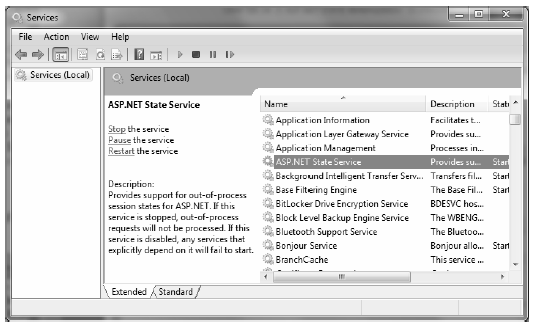 Services
File Action View Help
Services (Local)
Services (Local)
ASP.NET State Service
Stop the service
Pause the service
Restart the service
Description:
Provides support for out-of-process
session states for ASP.NET. If this
service is stopped, out-of-process
requests will not be processed. If this
service is disabled, any services that
explicitly depend on it will fail to start.
Name Description Stat
Application Information Facilitates t...
Application Layer Gateway Service Provides su...
Application Management Processes in...
ASP.NET State Service Provides su... Start
Background Intelligent Transfer Serv... Transfers fil... Start
Base Filtering Engine The Base Fil... Start
BitLocker Drive Encryption Service BDESVC hos...
Block Level Backup Engine Service The WBENG...
Bluetooth Support Service The Bluetoo...
Bonjour Service Bonjour allo... Start
BranchCache This service ...
Extended Standard